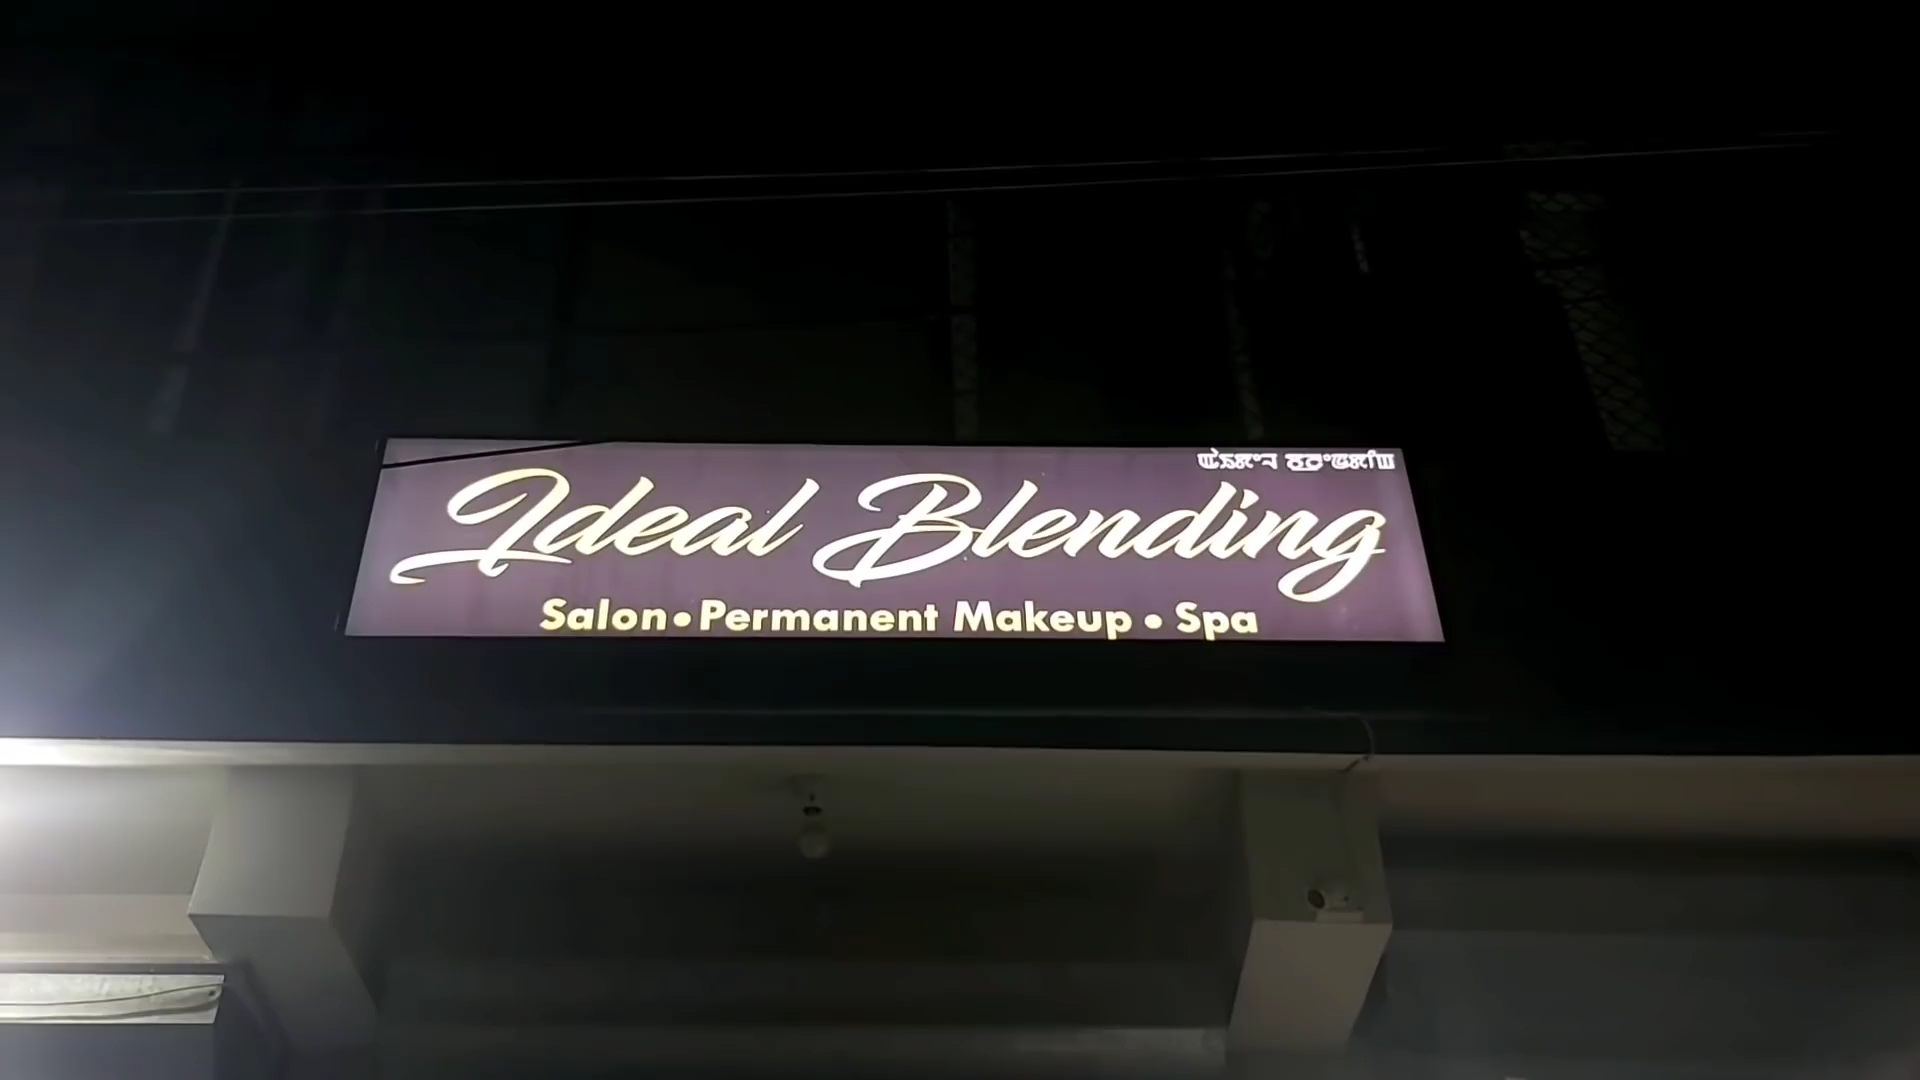 Ideal Blending
Salon • Permanent Makeup • Spa